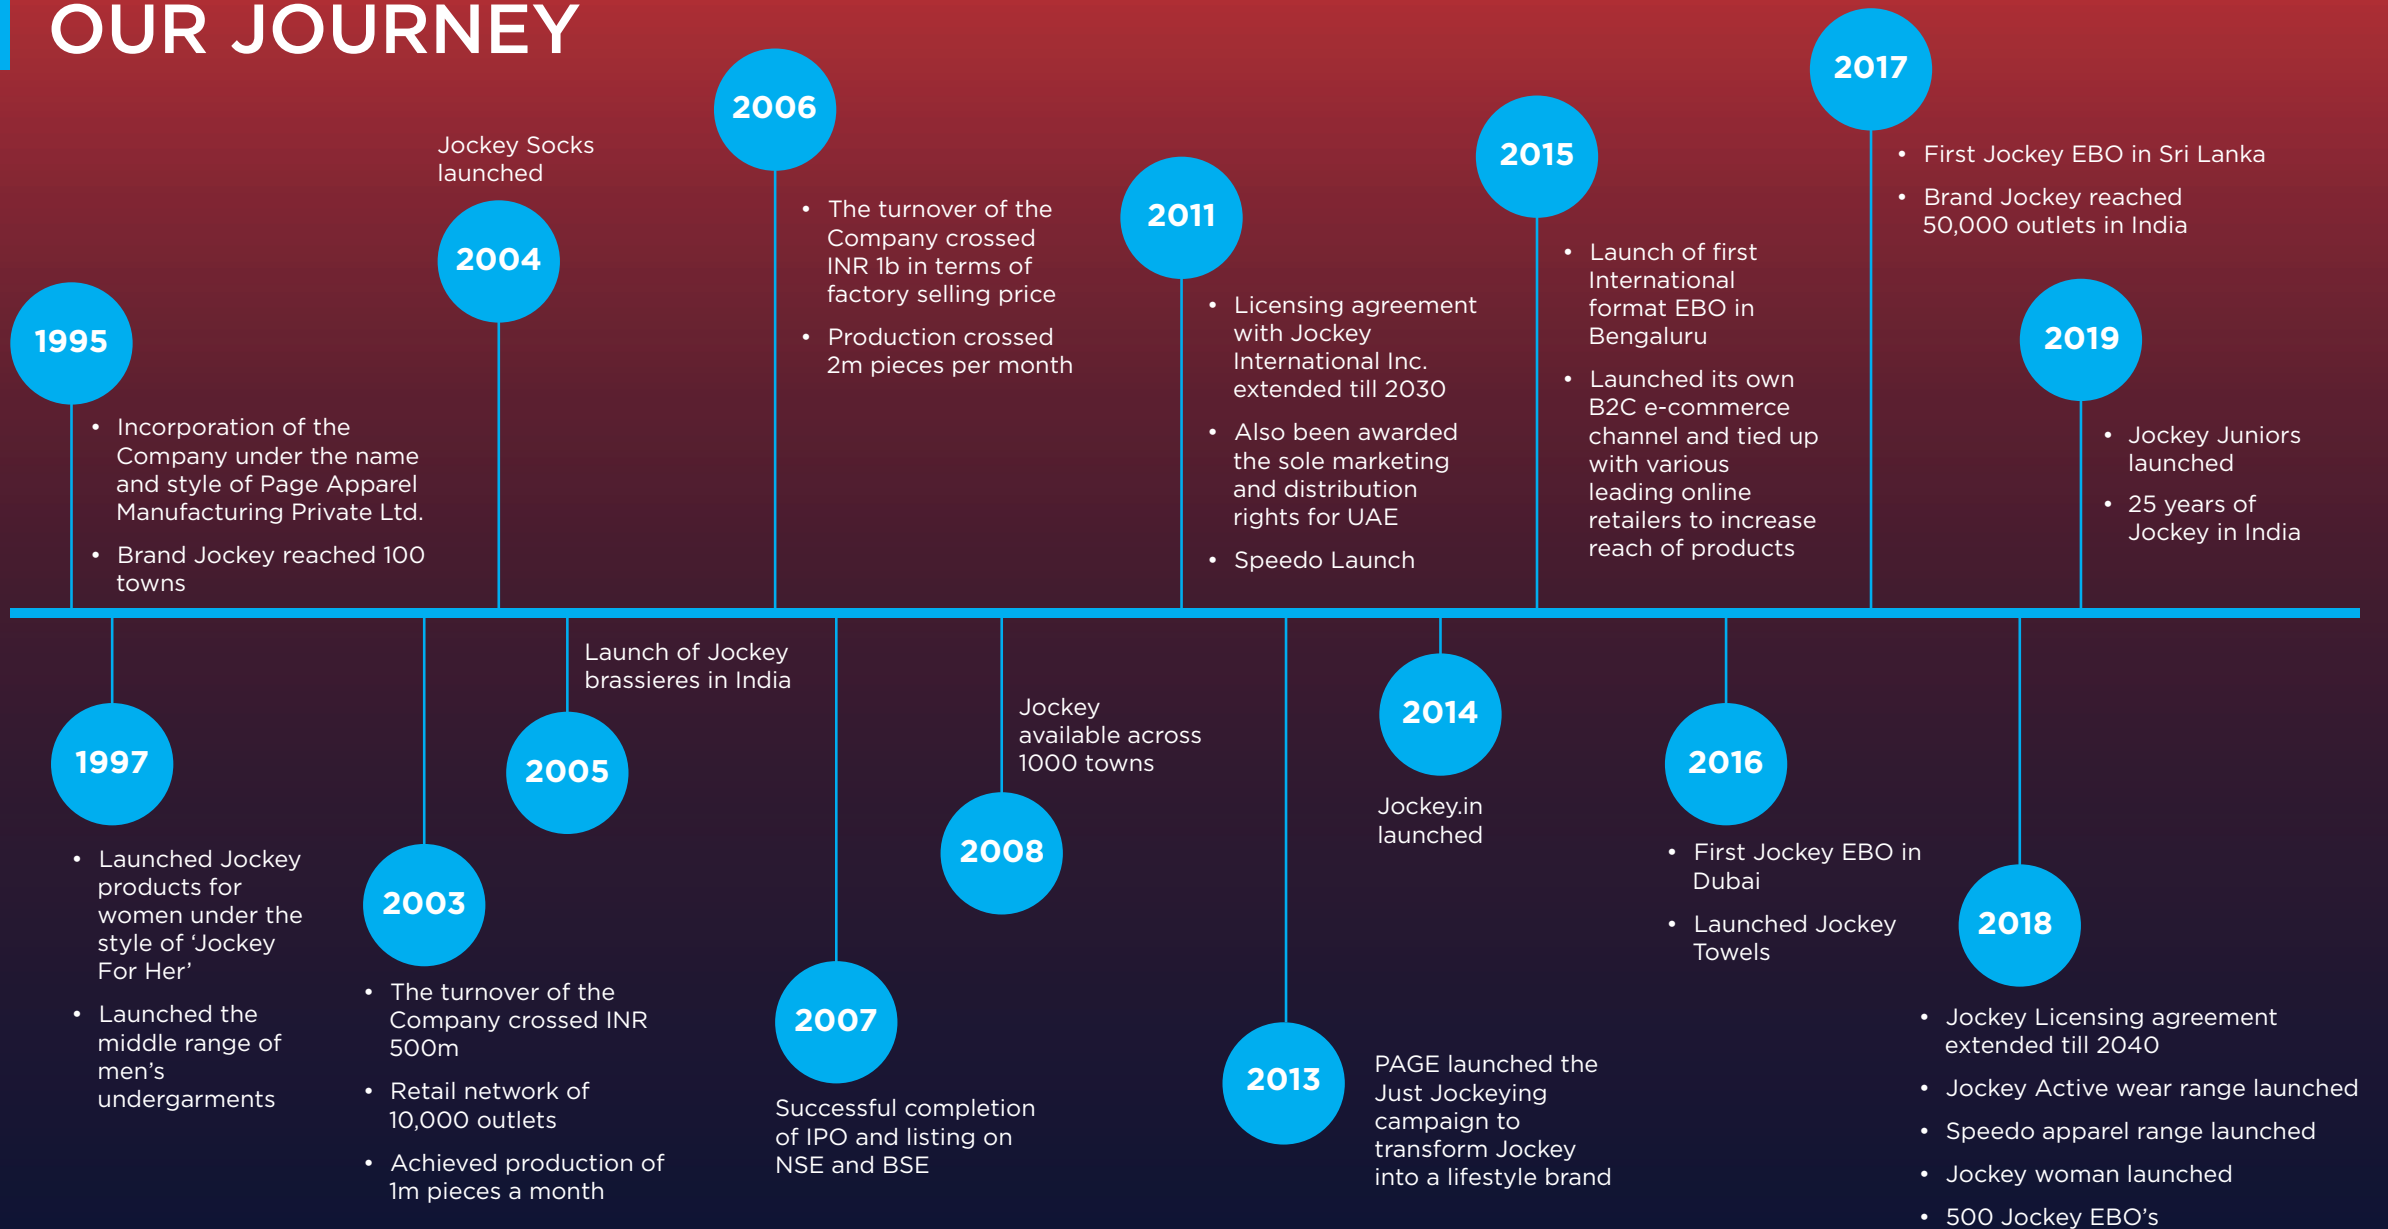 OUR JOURNEY
1995
• Incorporation of the
Company under the name
and style of Page Apparel
Manufacturing Private Ltd.
• Brand Jockey reached 100
towns
1997
• Launched Jockey
products for
women under the
style of ‘Jockey
For Her’
• Launched the
middle range of
men’s
undergarments
2003
• The turnover of the
Company crossed INR
500m
• Retail network of
10,000 outlets
• Achieved production of
1m pieces a month
Jockey Socks
launched
2004
Launch of Jockey
brassieres in India
2005
2006
• The turnover of the
Company crossed
INR 1b in terms of
factory selling price
• Production crossed
2m pieces per month
2007
Successful completion
of IPO and listing on
NSE and BSE
Jockey
available across
1000 towns
2008
2011
• Licensing agreement
with Jockey
International Inc.
extended till 2030
• Also been awarded
the sole marketing
and distribution
rights for UAE
• Speedo Launch
2013
PAGE launched the
Just Jockeying
campaign to
transform Jockey
into a lifestyle brand
2014
Jockey.in
launched
2015
• Launch of first
International
format EBO in
Bengaluru
• Launched its own
B2C e-commerce
channel and tied up
with various
leading online
retailers to increase
reach of products
2016
• First Jockey EBO in
Dubai
• Launched Jockey
Towels
2017
• First Jockey EBO in Sri Lanka
• Brand Jockey reached
50,000 outlets in India
2018
• Jockey Licensing agreement
extended till 2040
• Jockey Active wear range launched
• Speedo apparel range launched
• Jockey woman launched
• 500 Jockey EBO’s
2019
• Jockey Juniors
launched
• 25 years of
Jockey in India